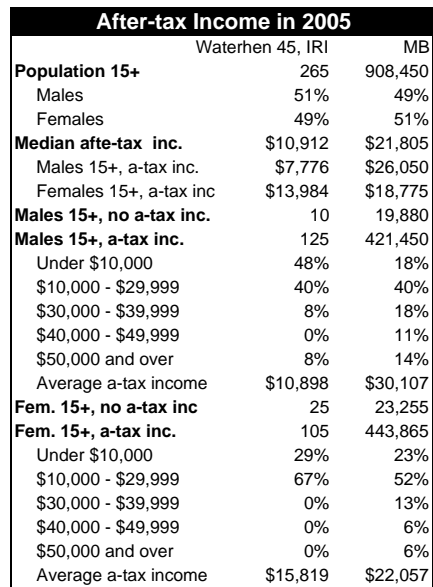 After-tax Income in 2005
Waterhen 45, IRI MB
Population 15+ 265 908,450
Males 51% 49%
Females 49% 51%
Median afte-tax inc. $10,912 $21,805
Males 15+, a-tax inc. $7,776 $26,050
Females 15+, a-tax inc $13,984 $18,775
Males 15+, no a-tax inc. 10 19,880
Males 15+, a-tax inc. 125 421,450
Under $10,000 48% 18%
$10,000 - $29,999 40% 40%
$30,000 - $39,999 8% 18%
$40,000 - $49,999 0% 11%
$50,000 and over 8% 14%
Average a-tax income $10,898 $30,107
Fem. 15+, no a-tax inc 25 23,255
Fem. 15+, a-tax inc. 105 443,865
Under $10,000 29% 23%
$10,000 - $29,999 67% 52%
$30,000 - $39,999 0% 13%
$40,000 - $49,999 0% 6%
$50,000 and over 0% 6%
Average a-tax income $15,819 $22,057